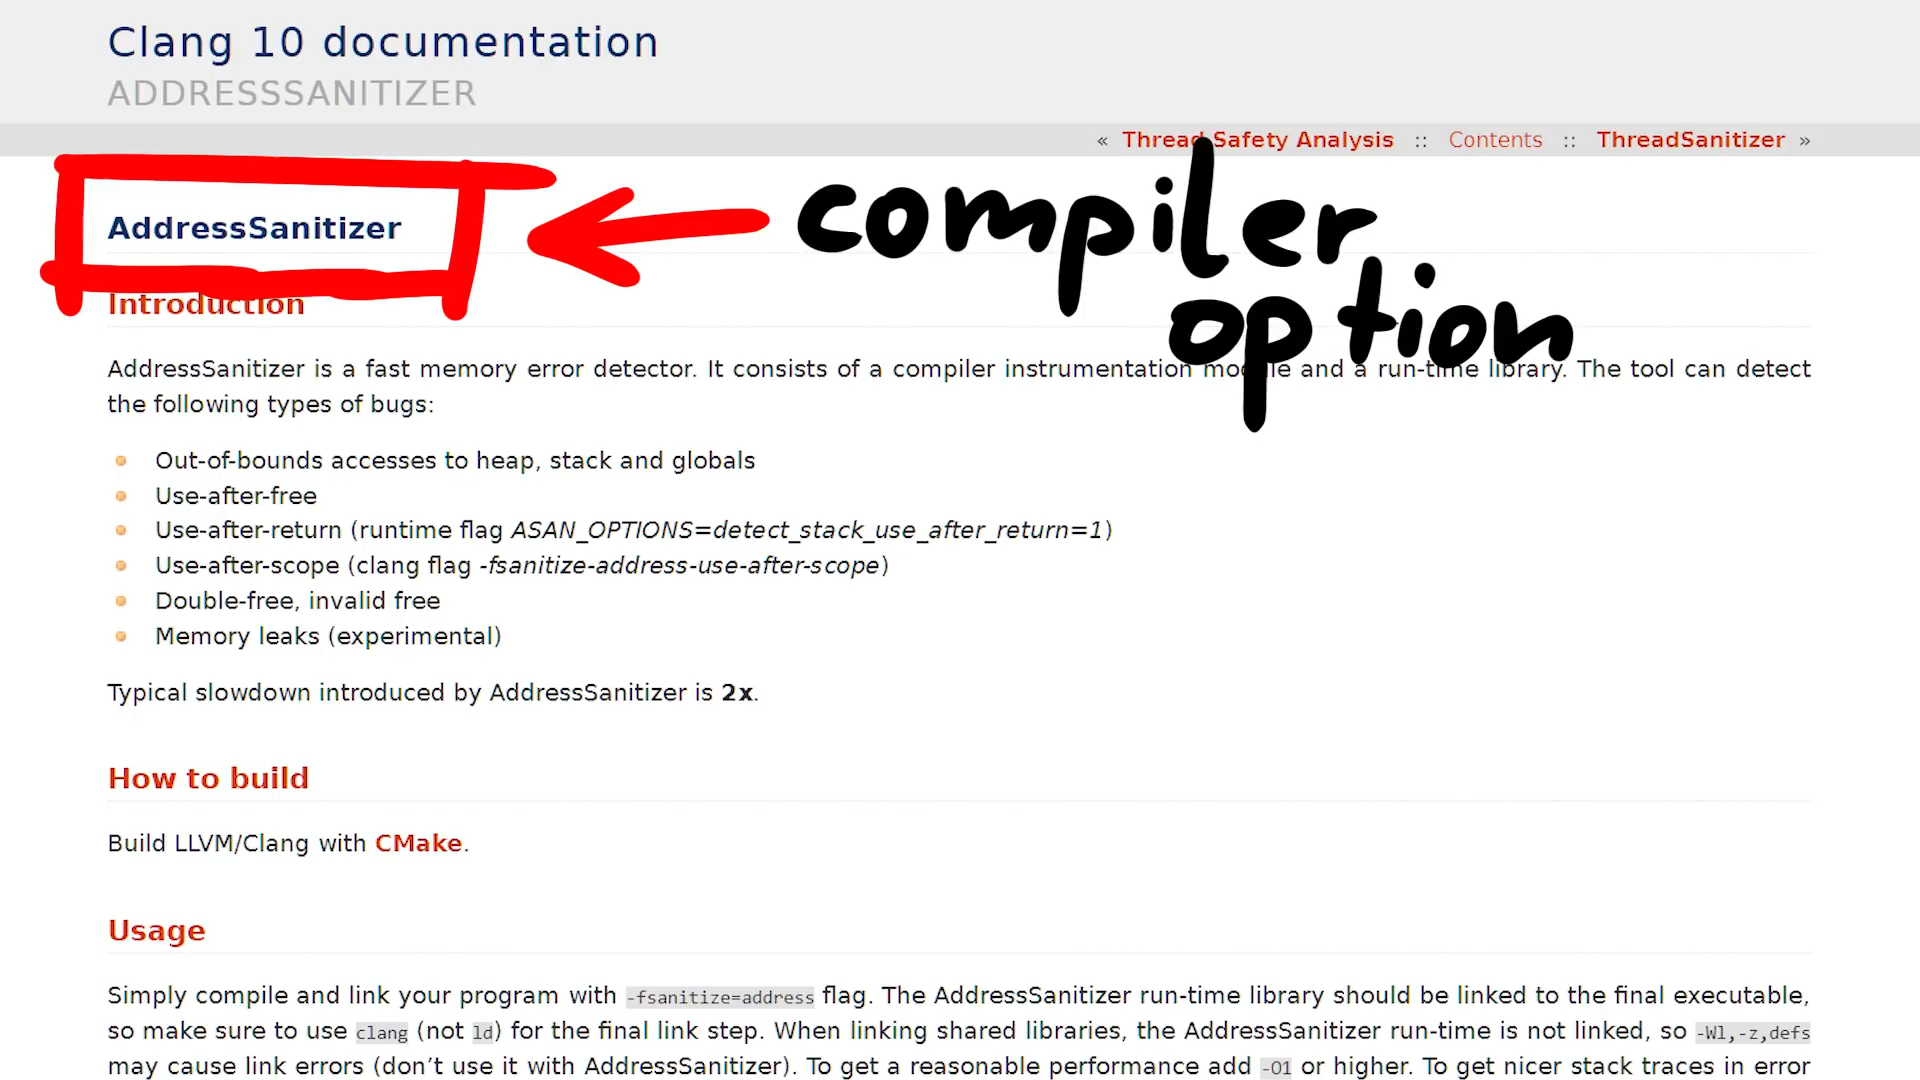 Clang 10 documentation
ADDRESSSANITIZER
« Thread Safety Analysis :: Contents :: ThreadSanitizer »
AddressSanitizer
compiler
option
Introduction
AddressSanitizer is a fast memory error detector. It consists of a compiler instrumentation module and a run-time library. The tool can detect
the following types of bugs:
Out-of-bounds accesses to heap, stack and globals
Use-after-free
Use-after-return (runtime flag ASAN_OPTIONS=detect_stack_use_after_return=1)
Use-after-scope (clang flag -fsanitize-address-use-after-scope)
Double-free, invalid free
Memory leaks (experimental)
Typical slowdown introduced by AddressSanitizer is 2x.
How to build
Build LLVM/Clang with CMake.
Usage
Simply compile and link your program with -fsanitize=address flag. The AddressSanitizer run-time library should be linked to the final executable,
so make sure to use clang (not ld) for the final link step. When linking shared libraries, the AddressSanitizer run-time is not linked, so -Wl,-z,defs
may cause link errors (don’t use it with AddressSanitizer). To get a reasonable performance add -O1 or higher. To get nicer stack traces in error